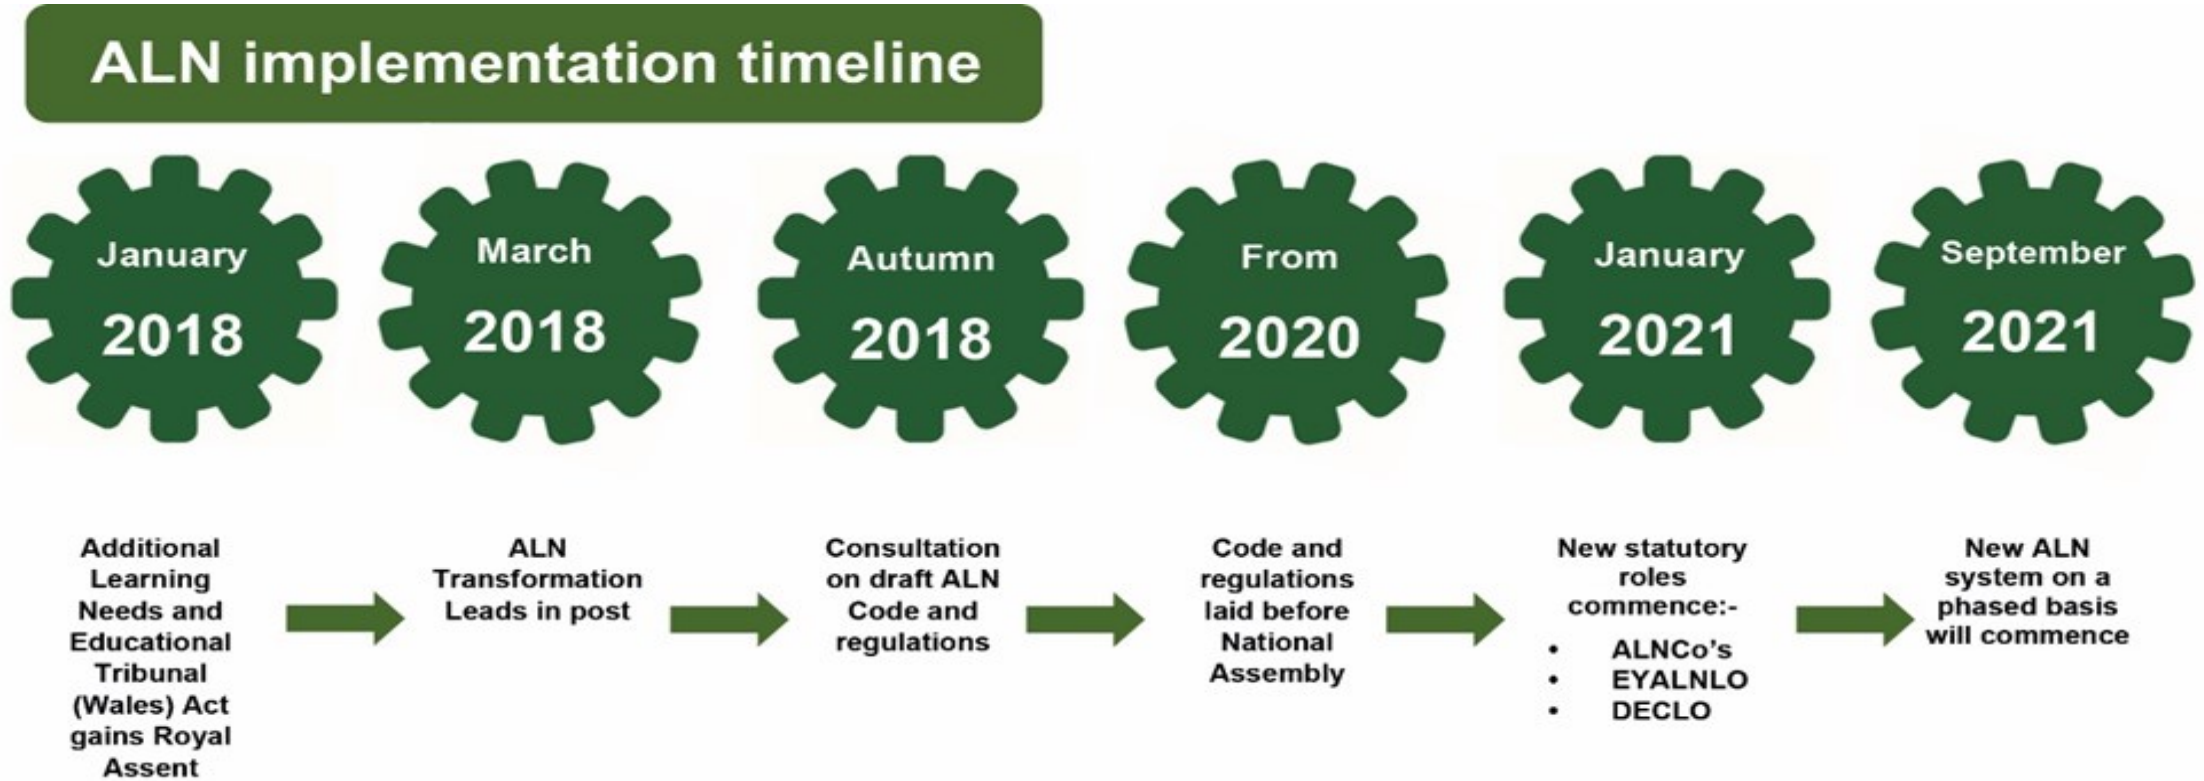 ALN implementation timeline
January
2018
March
2018
Autumn
2018
From
2020
January
2021
September
2021
Additional
Learning
Needs and
Educational
Tribunal
(Wales) Act
gains Royal
Assent
ALN
Transformation
Leads in post
Consultation
on draft ALN
Code and
regulations
Code and
regulations
laid before
National
Assembly
New statutory
roles
commence:-
• ALNCo’s
• EYALNLO
• DECLO
New ALN
system on a
phased basis
will commence